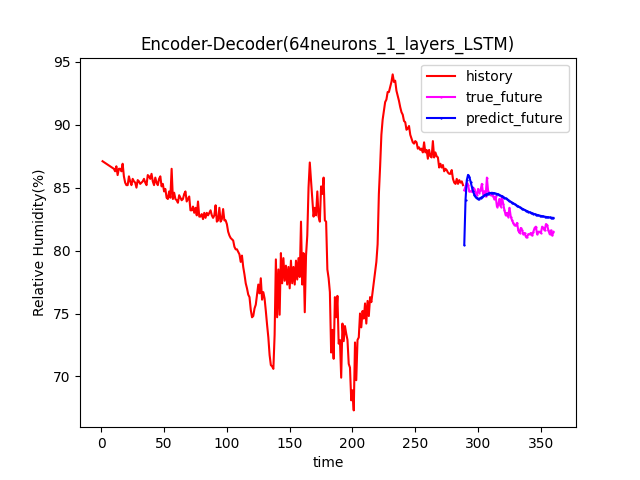 Encoder-Decoder(64neurons_1_layers_LSTM)
history
true_future
predict_future
95
90
85
80
75
70
Relative Humidity(%)
0 50 100 150 200 250 300 350
time